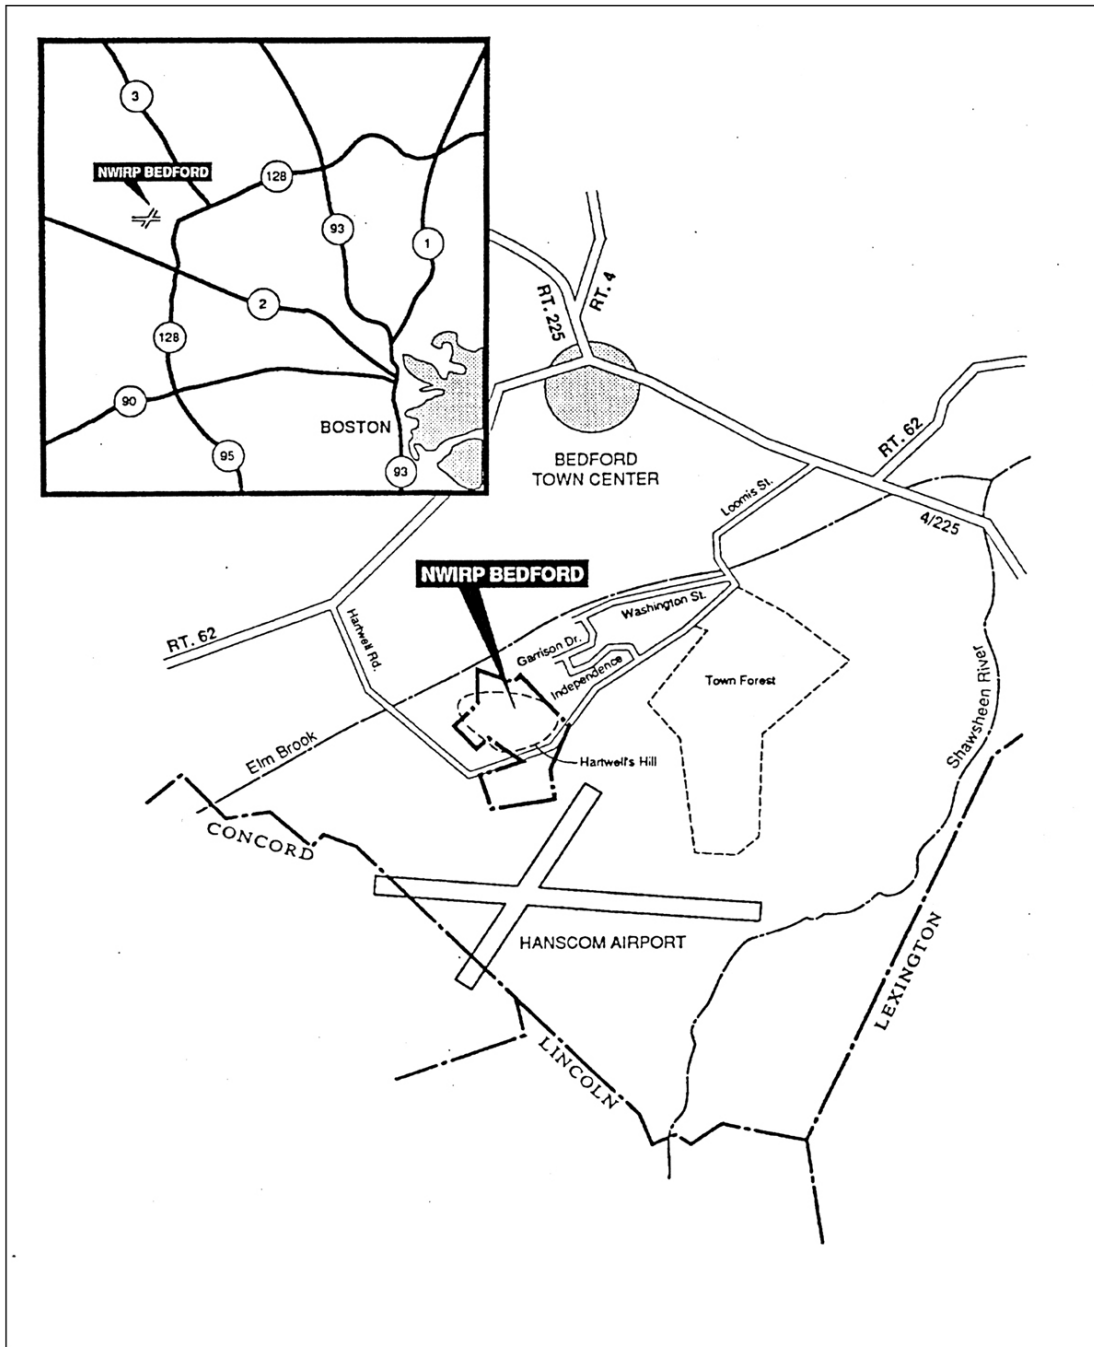 3
NWIRP BEDFORD
128
93
1
2
128
90
BOSTON
95
93
RT. 225
RT. 4
BEDFORD
TOWN CENTER
RT. 62
Loomis St.
4/225
NWIRP BEDFORD
Washington St.
RT. 62
Hartwell Rd.
Garrison Dr.
Independence
Town Forest
Shawsheen River
Elm Brook
Hartwell's Hill
CONCORD
HANSCOM AIRPORT
LEXINGTON
LINCOLN